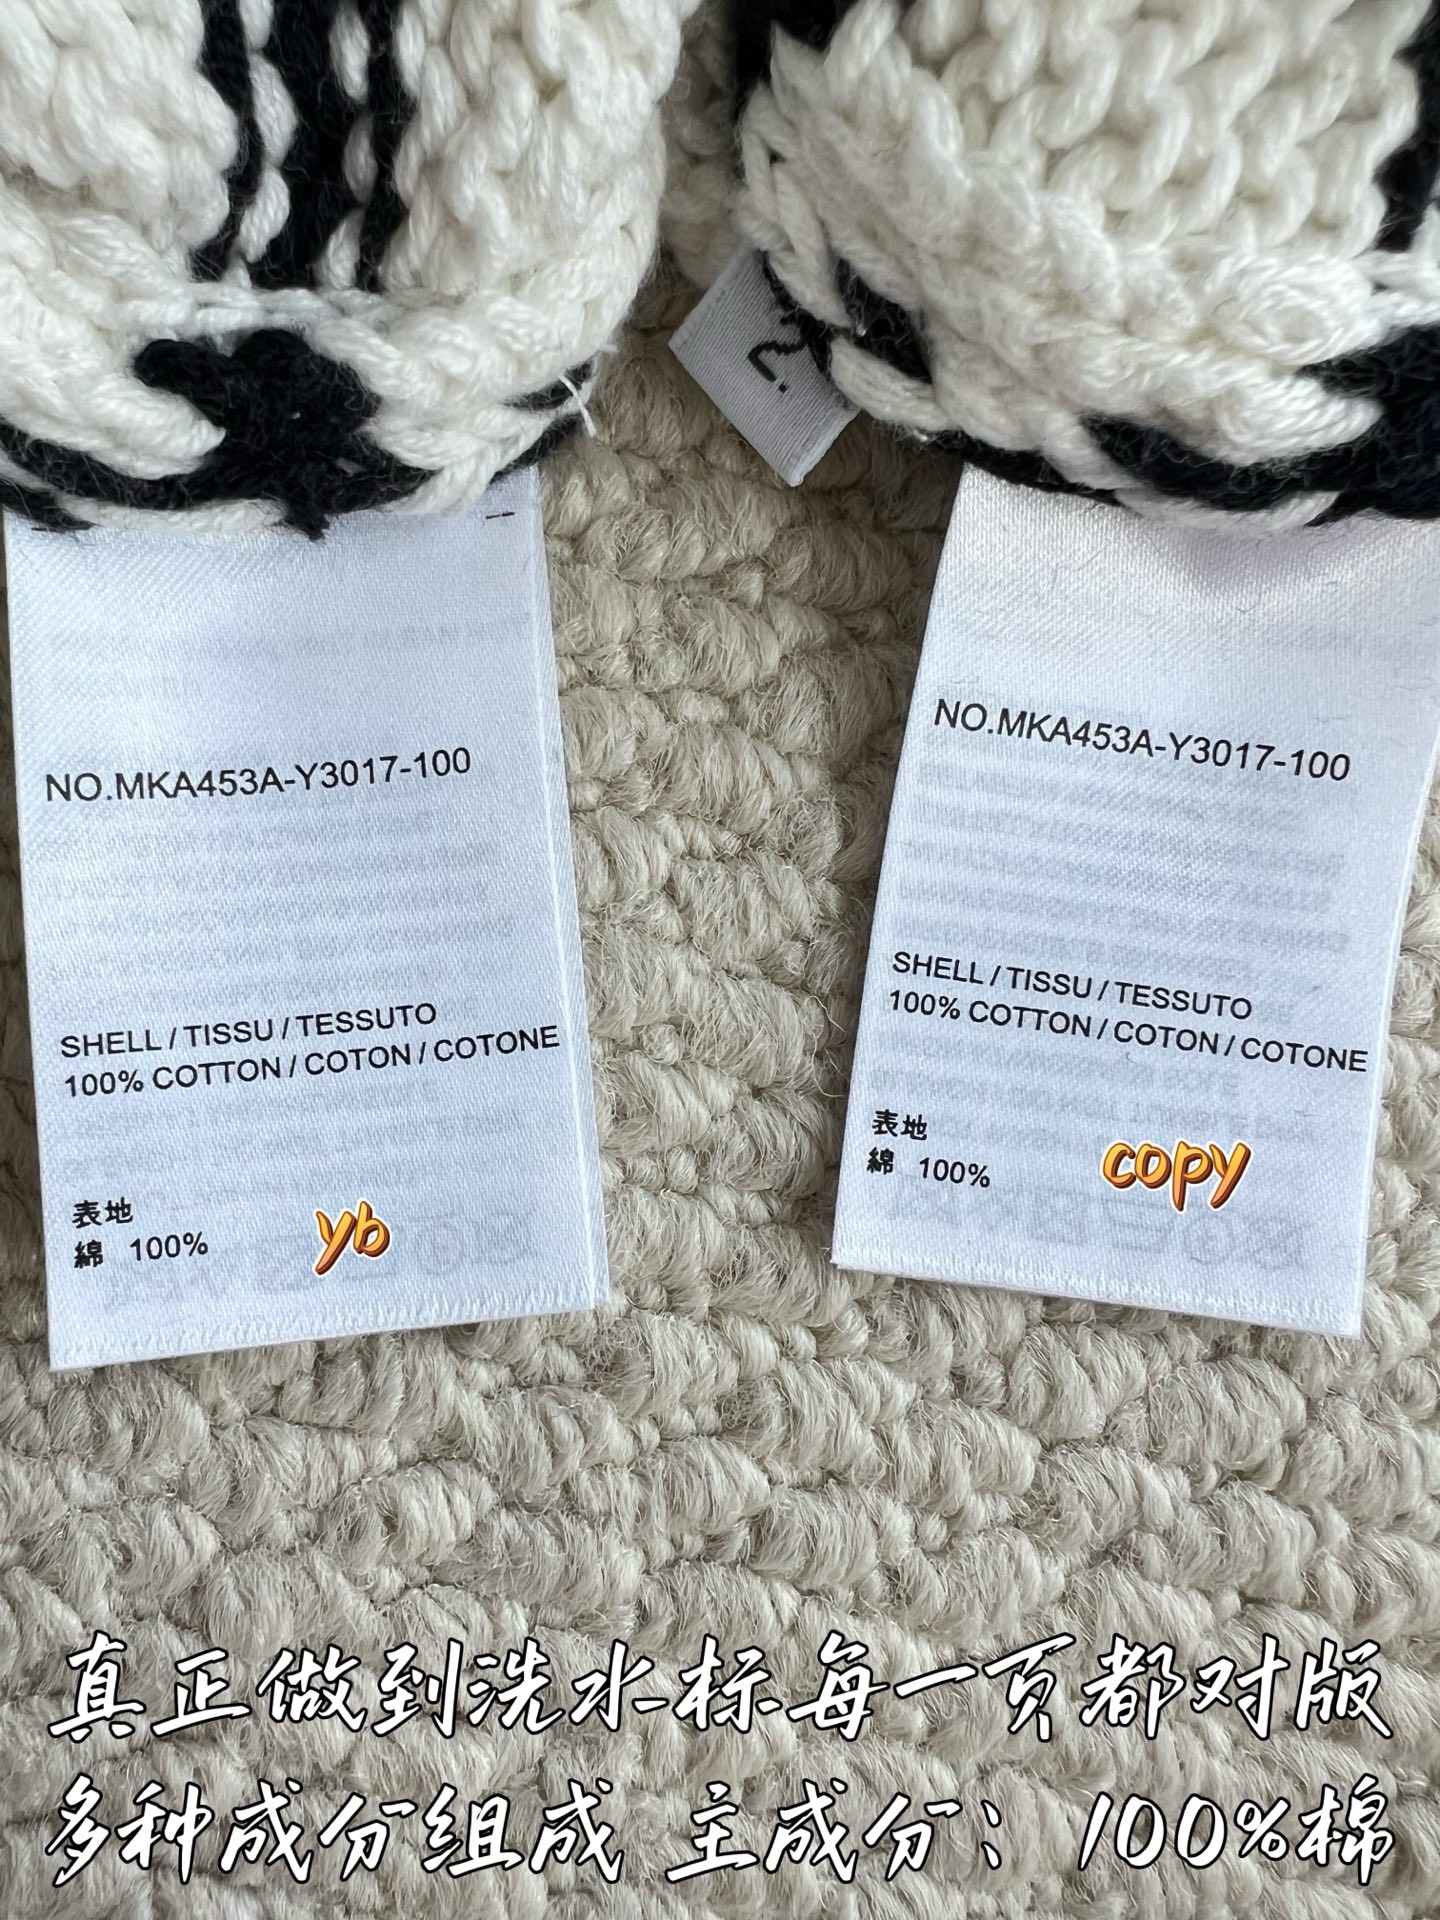 NO.MKA453A-Y3017-100
SHELL / TISSU / TESSUTO
100% COTTON / COTON / COTONE
表地
綿 100%
yb
NO.MKA453A-Y3017-100
SHELL / TISSU / TESSUTO
100% COTTON / COTON / COTONE
表地
綿 100%
copy
真正做到洗水标每一页都对版
多种成分组成 主成分：100%棉